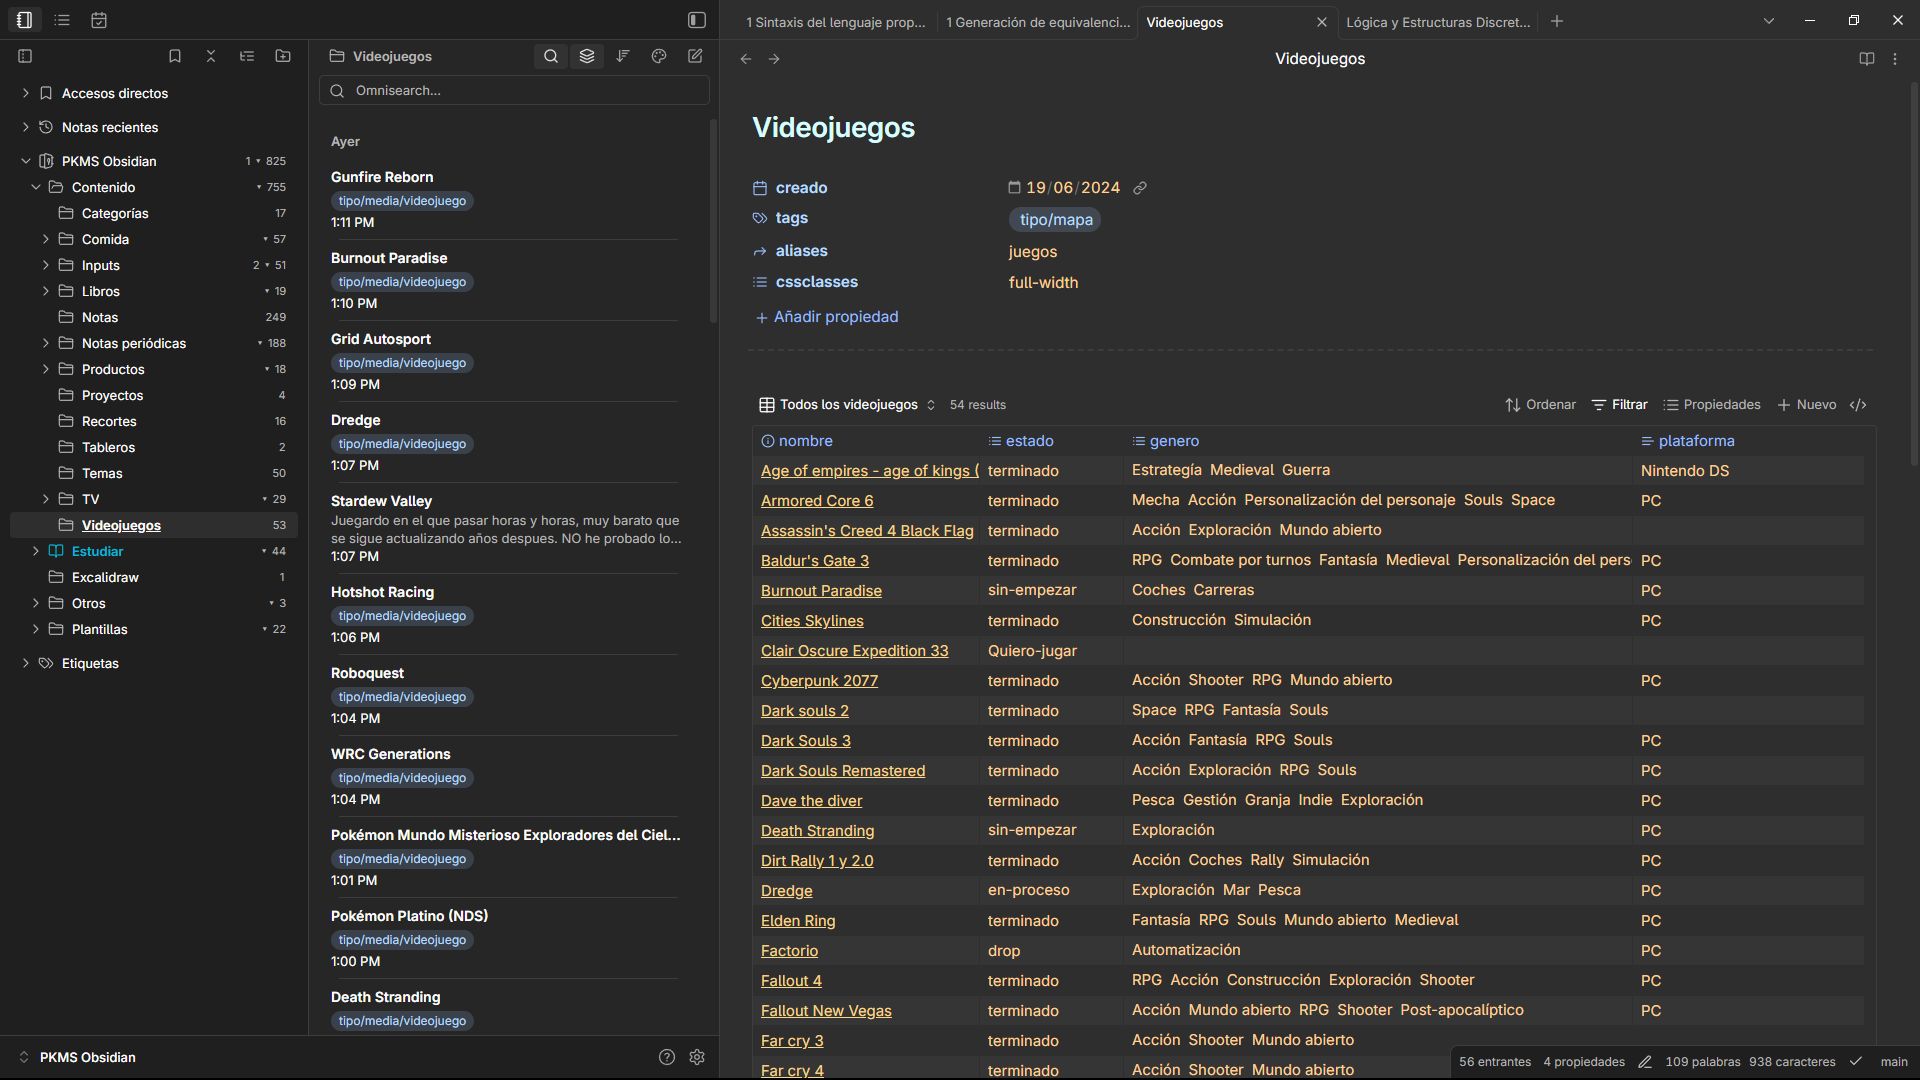 1 Sintaxis del lenguaje prop...
1 Generación de equivalenci...
Videojuegos
Lógica y Estructuras Discret...
Accesos directos
Notas recientes
PKMS Obsidian 1 825
Contenido 755
Categorías 17
Comida 57
Inputs 2 51
Libros 19
Notas 249
Notas periódicas 188
Productos 18
Proyectos 4
Recortes 16
Tableros 2
Temas 50
TV 29
Videojuegos 53
Estudiar 44
Excalidraw 1
Otros 3
Plantillas 22
Etiquetas
PKMS Obsidian
Videojuegos
Omnisearch...
Ayer
Gunfire Reborn
tipo/media/videojuego
1:11 PM
Burnout Paradise
tipo/media/videojuego
1:10 PM
Grid Autosport
tipo/media/videojuego
1:09 PM
Dredge
tipo/media/videojuego
1:07 PM
Stardew Valley
Juegardo en el que pasar horas y horas, muy barato que
se sigue actualizando años despues. NO he probado lo...
1:07 PM
Hotshot Racing
tipo/media/videojuego
1:06 PM
Roboquest
tipo/media/videojuego
1:04 PM
WRC Generations
tipo/media/videojuego
1:04 PM
Pokémon Mundo Misterioso Exploradores del Ciel...
tipo/media/videojuego
1:01 PM
Pokémon Platino (NDS)
tipo/media/videojuego
1:00 PM
Death Stranding
tipo/media/videojuego
Videojuegos
Videojuegos
creado 19/06/2024
tags tipo/mapa
aliases juegos
cssclasses full-width
Añadir propiedad
Todos los videojuegos 54 results Ordenar Filtrar Propiedades Nuevo
nombre estado genero plataforma
Age of empires - age of kings ( terminado Estrategía Medieval Guerra Nintendo DS
Armored Core 6 terminado Mecha Acción Personalización del personaje Souls Space PC
Assassin's Creed 4 Black Flag terminado Acción Exploración Mundo abierto
Baldur's Gate 3 terminado RPG Combate por turnos Fantasía Medieval Personalización del pers PC
Burnout Paradise sin-empezar Coches Carreras PC
Cities Skylines terminado Construcción Simulación PC
Clair Oscure Expedition 33 Quiero-jugar
Cyberpunk 2077 terminado Acción Shooter RPG Mundo abierto PC
Dark souls 2 terminado Space RPG Fantasía Souls
Dark Souls 3 terminado Acción Fantasía RPG Souls PC
Dark Souls Remastered terminado Acción Exploración RPG Souls PC
Dave the diver terminado Pesca Gestión Granja Indie Exploración PC
Death Stranding sin-empezar Exploración PC
Dirt Rally 1 y 2.0 terminado Acción Coches Rally Simulación PC
Dredge en-proceso Exploración Mar Pesca PC
Elden Ring terminado Fantasía RPG Souls Mundo abierto Medieval PC
Factorio drop Automatización PC
Fallout 4 terminado RPG Acción Construcción Exploración Shooter PC
Fallout New Vegas terminado Acción Mundo abierto RPG Shooter Post-apocalíptico PC
Far cry 3 terminado Acción Shooter Mundo abierto
Far cry 4 terminado Acción Shooter Mundo abierto
56 entrantes 4 propiedades 109 palabras 938 caracteres main